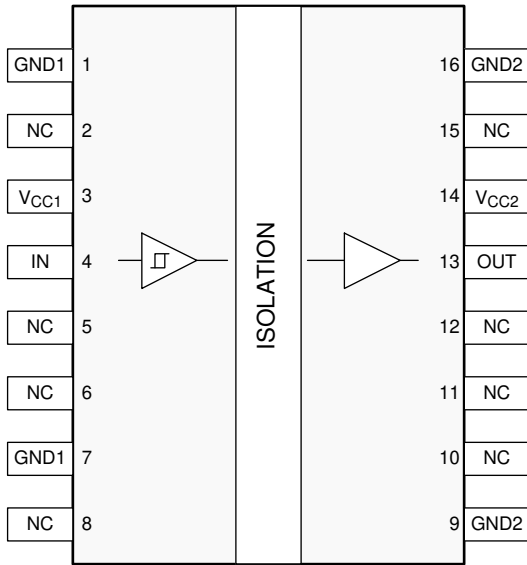 GND1 1 16 GND2
NC 2 15 NC
VCC1 3 14 VCC2
IN 4 13 OUT
ISOLATION
NC 5 12 NC
NC 6 11 NC
GND1 7 10 NC
NC 8 9 GND2